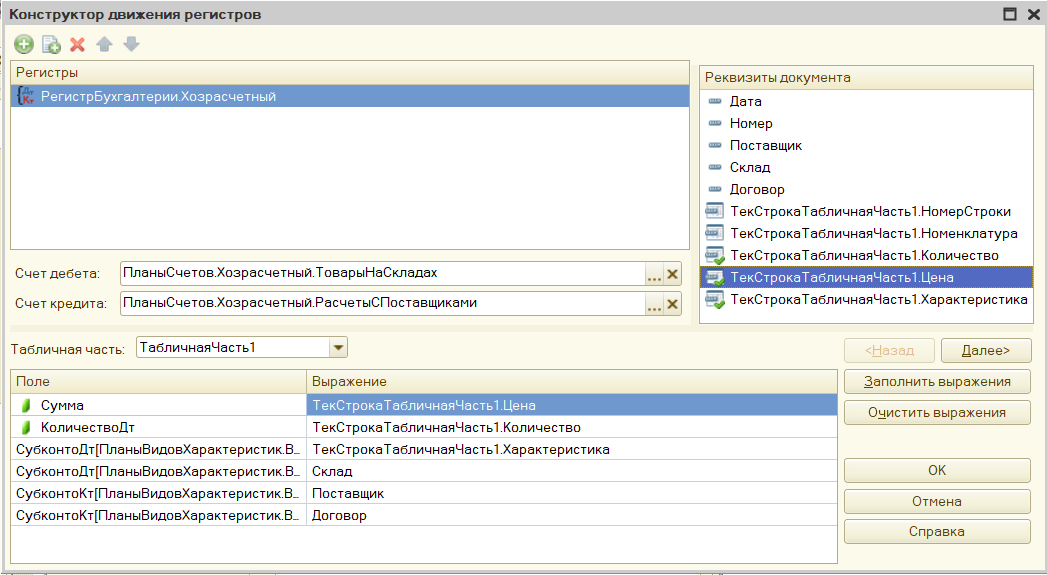 Конструктор движения регистров
Регистры
РегистрБухгалтерии.Хозрасчетный
Реквизиты документа
Дата
Номер
Поставщик
Склад
Договор
ТекСтрокаТабличнаяЧасть1.НомерСтроки
ТекСтрокаТабличнаяЧасть1.Номенклатура
ТекСтрокаТабличнаяЧасть1.Количество
ТекСтрокаТабличнаяЧасть1.Цена
ТекСтрокаТабличнаяЧасть1.Характеристика
Счет дебета: ПланыСчетов.Хозрасчетный.ТоварыНаСкладах ...
Счет кредита: ПланыСчетов.Хозрасчетный.РасчетыСПоставщиками ...
Табличная часть: ТабличнаяЧасть1
<Назад Далее>
Поле Выражение
Сумма ТекСтрокаТабличнаяЧасть1.Цена
КоличествоДт ТекСтрокаТабличнаяЧасть1.Количество
СубконтоДт[ПланыВидовХарактеристик.В... ТекСтрокаТабличнаяЧасть1.Характеристика
СубконтоДт[ПланыВидовХарактеристик.В... Склад
СубконтоКт[ПланыВидовХарактеристик.В... Поставщик
СубконтоКт[ПланыВидовХарактеристик.В... Договор
Заполнить выражения
Очистить выражения
OK
Отмена
Справка